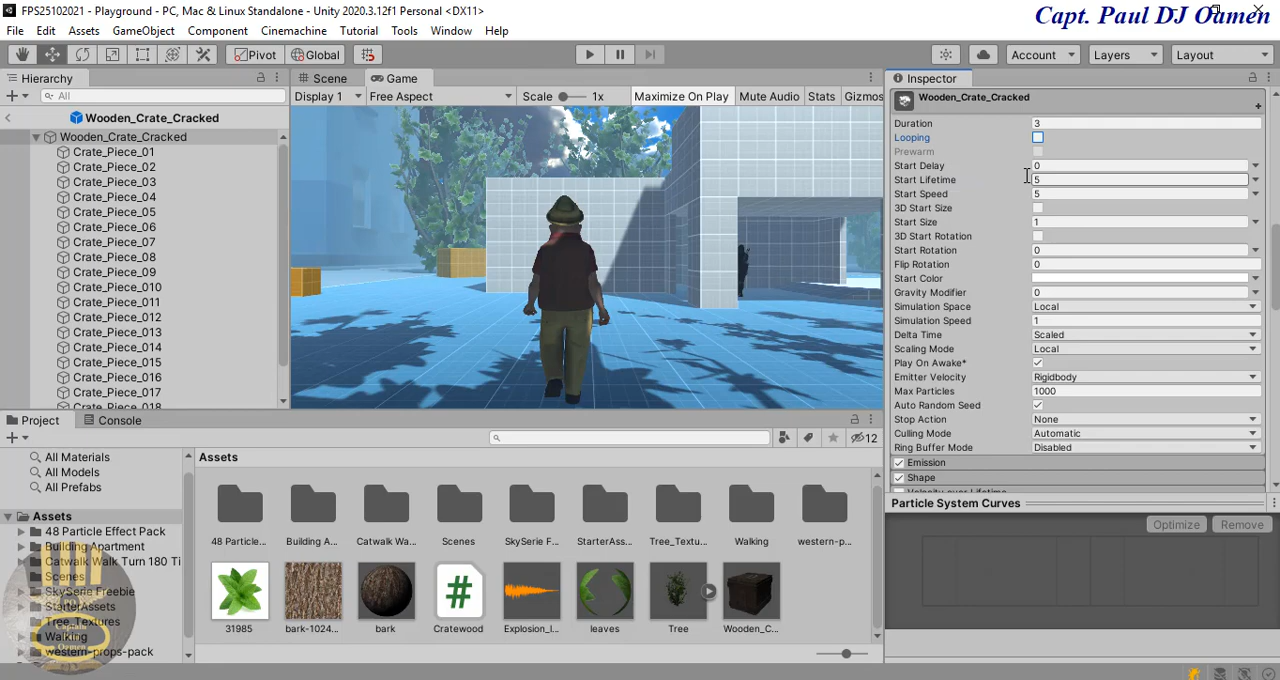 FPS25102021 - Playground - PC, Mac & Linux Standalone - Unity 2020.3.12f1 Personal <DX11>
Capt. Paul DJ Oamen
File Edit Assets GameObject Component Cinemachine Tutorial Tools Window Help
Pivot Global Account Layers Layout
Hierarchy
All
Wooden_Crate_Cracked
Wooden_Crate_Cracked
Crate_Piece_01
Crate_Piece_02
Crate_Piece_03
Crate_Piece_04
Crate_Piece_05
Crate_Piece_06
Crate_Piece_07
Crate_Piece_08
Crate_Piece_09
Crate_Piece_010
Crate_Piece_011
Crate_Piece_012
Crate_Piece_013
Crate_Piece_014
Crate_Piece_015
Crate_Piece_016
Crate_Piece_017
Crate_Piece_018
Scene Game
Display 1 Free Aspect Scale 1x Maximize On Play Mute Audio Stats Gizmos
Inspector
Wooden_Crate_Cracked
Duration 3
Looping
Prewarm
Start Delay 0
Start Lifetime 5
Start Speed 5
3D Start Size
Start Size 1
3D Start Rotation
Start Rotation 0
Flip Rotation 0
Start Color
Gravity Modifier 0
Simulation Space Local
Simulation Speed 1
Delta Time Scaled
Scaling Mode Local
Play On Awake*
Emitter Velocity Rigidbody
Max Particles 1000
Auto Random Seed
Stop Action None
Culling Mode Automatic
Ring Buffer Mode Disabled
Emission
Shape
Velocity over Lifetime
Particle System Curves
Optimize Remove
Project Console
12
All Materials
All Models
All Prefabs
Assets
48 Particle Effect Pack
Building Apartment
Catwalk Walk Turn 180 Ti
Scenes
SkySerie Freebie
StarterAssets
Tree_Textures
Walking
western-props-pack
Assets
48 Particle... Building A... Catwalk Wa... Scenes SkySerie F... StarterAss... Tree_Textu... Walking western-p...
31985 bark-1024... bark Cratewood Explosion_I... leaves Tree Wooden_C...